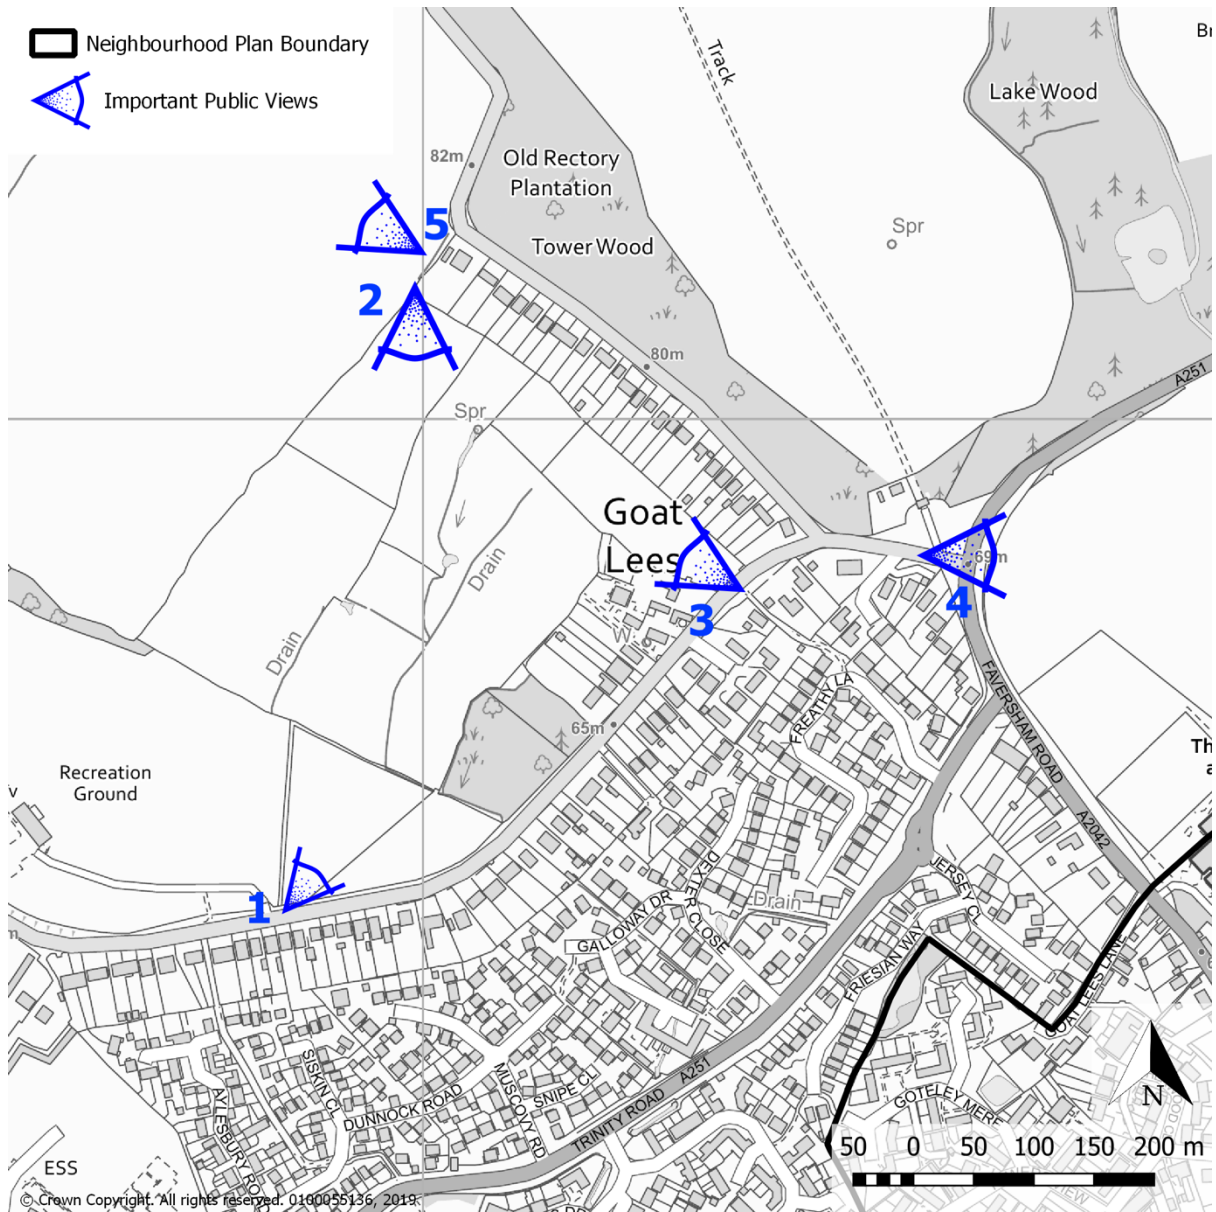 Neighbourhood Plan Boundary
Important Public Views
Track
Lake Wood
Br
82m
Old Rectory
Plantation
Tower Wood
Spr
5
2
80m
A251
Spr
Goat
Lees
69m
Drain
3
4
W
Drain
FREATHY LA
FAVERSHAM ROAD
65m
Recreation
Ground
v
Th
a
A2042
DEXTER CLOSE
JERSEY CL
1
Drain
GALLOWAY DR
FRIESIAN WAY
GOAT LEES LANE
SISKIN CL
MUSCOVY RD
SNIPE CL
A251
DUNNOCK ROAD
AYLESBURY ROAD
TRINITY ROAD
GOTELEY MERE
N
ESS
50 0 50 100 150 200 m
© Crown Copyright. All rights reserved. 0100055136, 2019.